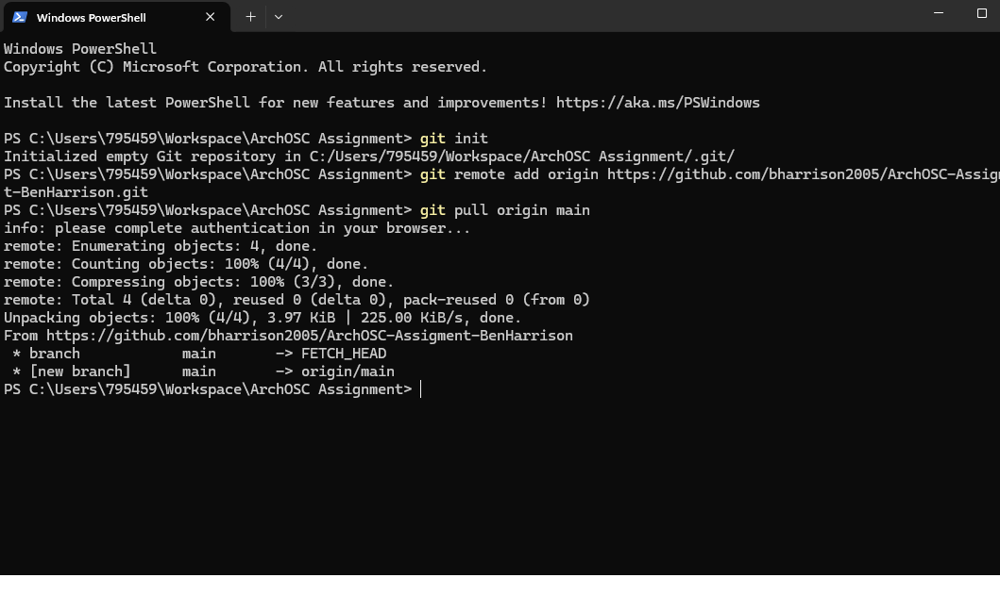 Windows PowerShell
Windows PowerShell
Copyright (C) Microsoft Corporation. All rights reserved.
Install the latest PowerShell for new features and improvements! https://aka.ms/PSWindows
PS C:\Users\795459\Workspace\ArchOSC Assignment> git init
Initialized empty Git repository in C:/Users/795459/Workspace/ArchOSC Assignment/.git/
PS C:\Users\795459\Workspace\ArchOSC Assignment> git remote add origin https://github.com/bharrison2005/ArchOSC-Assig
t-BenHarrison.git
PS C:\Users\795459\Workspace\ArchOSC Assignment> git pull origin main
info: please complete authentication in your browser...
remote: Enumerating objects: 4, done.
remote: Counting objects: 100% (4/4), done.
remote: Compressing objects: 100% (3/3), done.
remote: Total 4 (delta 0), reused 0 (delta 0), pack-reused 0 (from 0)
Unpacking objects: 100% (4/4), 3.97 KiB | 225.00 KiB/s, done.
From https://github.com/bharrison2005/ArchOSC-Assigment-BenHarrison
 * branch            main       -> FETCH_HEAD
 * [new branch]      main       -> origin/main
PS C:\Users\795459\Workspace\ArchOSC Assignment>